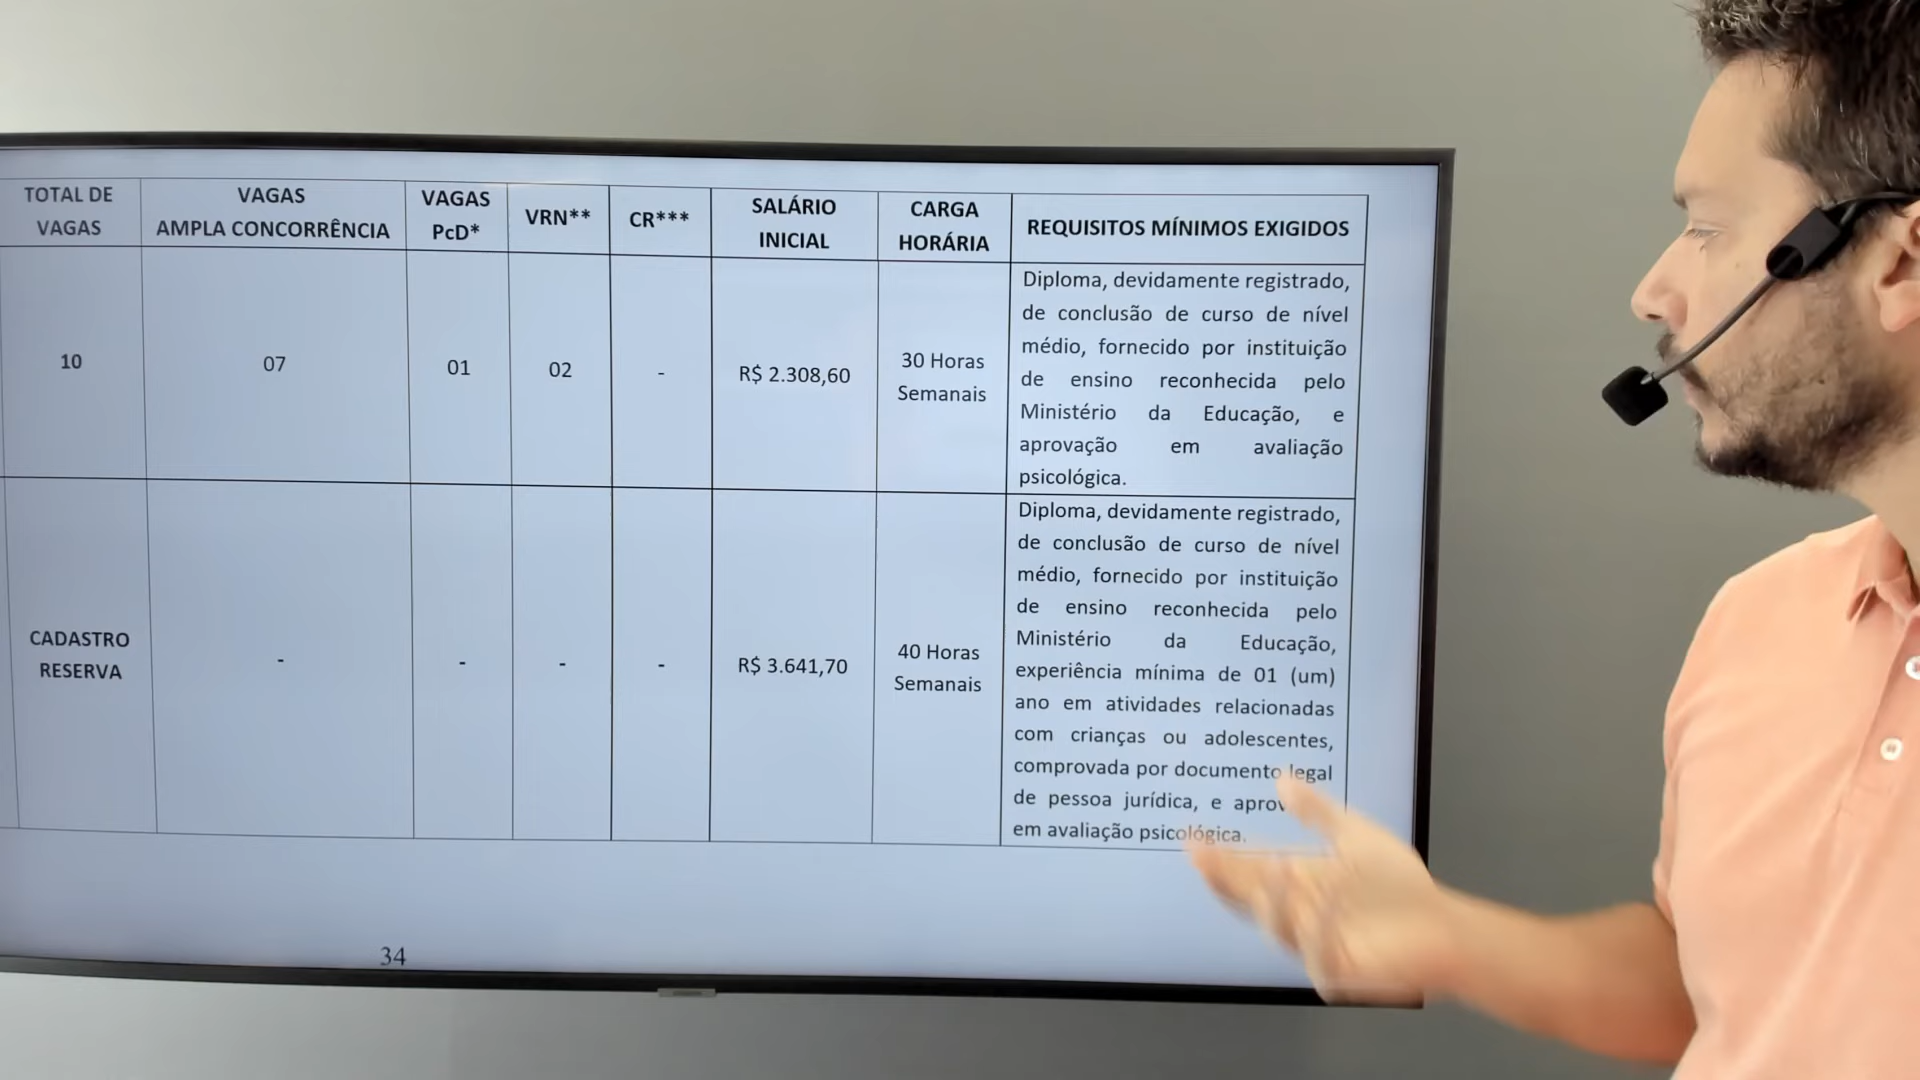 TOTAL DE
VAGAS
VAGAS
AMPLA CONCORRÊNCIA
VAGAS
PcD*
VRN**
CR***
SALÁRIO
INICIAL
CARGA
HORÁRIA
REQUISITOS MÍNIMOS EXIGIDOS
10
07
01
02
-
R$ 2.308,60
30 Horas
Semanais
Diploma, devidamente registrado,
de conclusão de curso de nível
médio, fornecido por instituição
de ensino reconhecida pelo
Ministério da Educação, e
aprovação em avaliação
psicológica.
CADASTRO
RESERVA
-
-
-
-
R$ 3.641,70
40 Horas
Semanais
Diploma, devidamente registrado,
de conclusão de curso de nível
médio, fornecido por instituição
de ensino reconhecida pelo
Ministério da Educação,
experiência mínima de 01 (um)
ano em atividades relacionadas
com crianças ou adolescentes,
comprovada por documento legal
de pessoa jurídica, e
em avaliação psicológica.
34